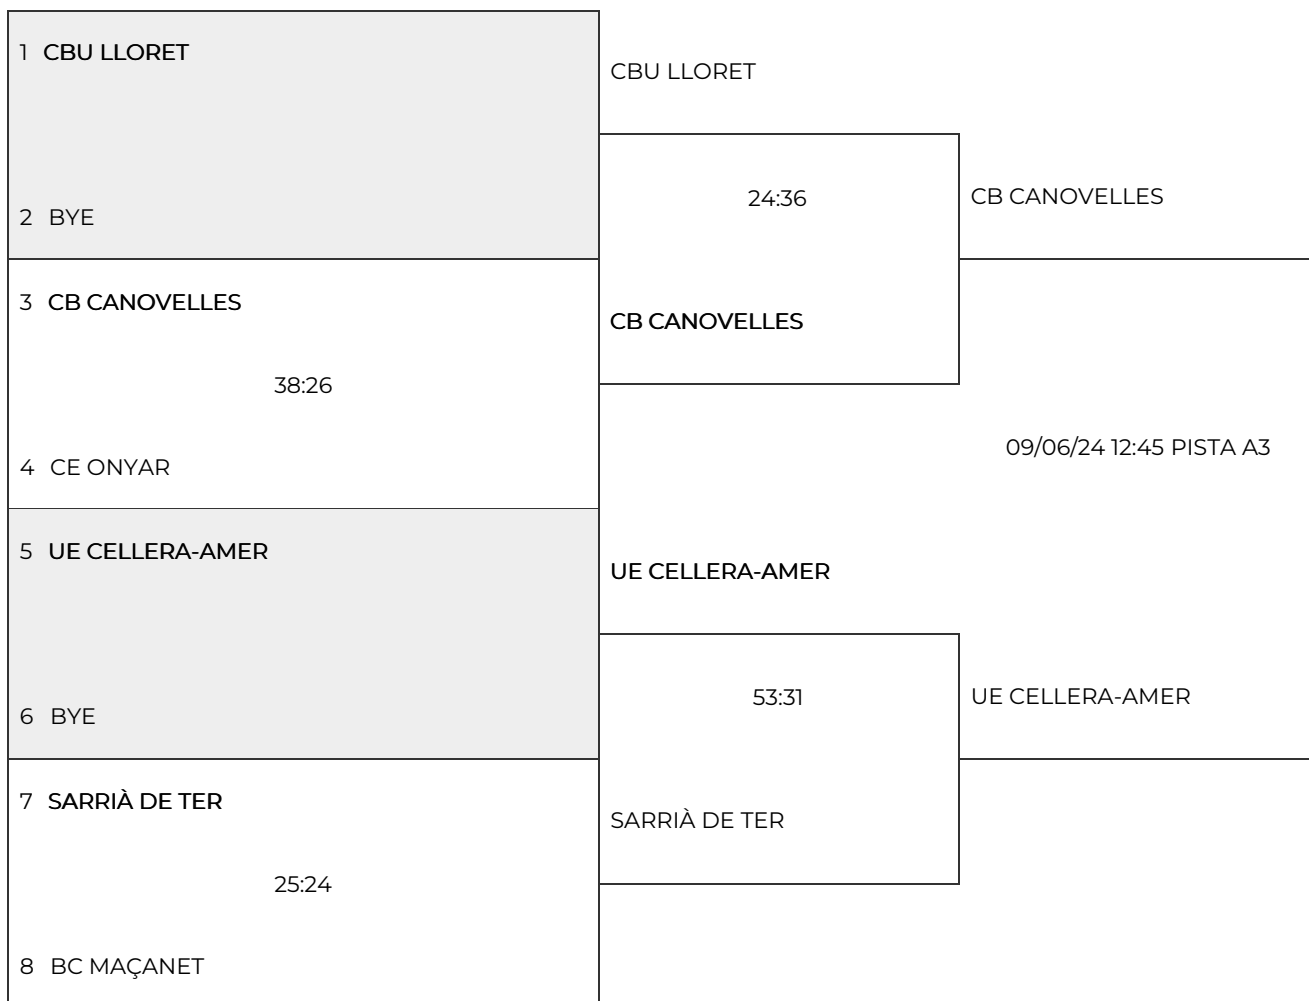 1 CBU LLORET
2 BYE
3 CB CANOVELLES
38:26
4 CE ONYAR
5 UE CELLERA-AMER
6 BYE
7 SARRIÀ DE TER
25:24
8 BC MAÇANET
CBU LLORET
24:36
CB CANOVELLES
UE CELLERA-AMER
53:31
SARRIÀ DE TER
CB CANOVELLES
09/06/24 12:45 PISTA A3
UE CELLERA-AMER